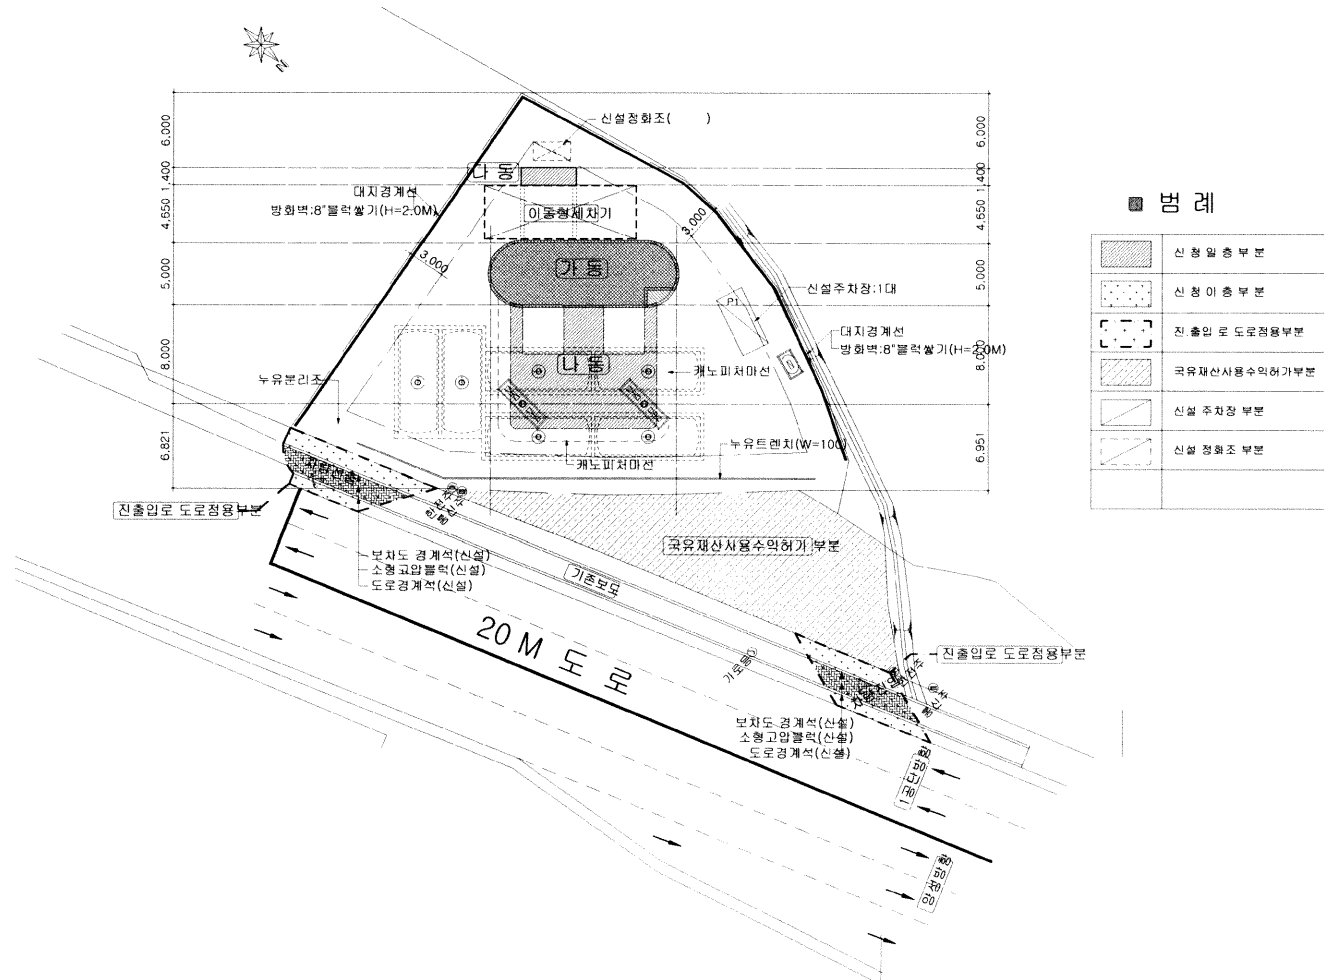 N
6.000
1.400
4.650
5.000
8.000
6.821
6.000
1.400
4.650
5.000
8.000
6.951
신설정화조( )
다 동
대지경계선
방화벽:8"블럭쌓기(H=2.0M)
이동형세차기
3.000
3.000
가 동
P1
신설주차장:1대
대지경계선
방화벽:8"블럭쌓기(H=2.0M)
나 동
캐노피처마선
누유분리조
누유트렌치(W=100)
캐노피처마선
진출입로 도로점용부분
보차도 경계석(신설)
소형고압블럭(신설)
도로경계석(신설)
국유재산사용수익허가 부분
기존보도
20 M 도 로
가로등
진출입로 도로점용부분
보차도 경계석(신설)
소형고압블럭(신설)
도로경계석(신설)
범 례
신 청 일 층 부 분
신 청 이 층 부 분
진.출입 로 도로점용부분
국유재산사용수익허가부분
신설 주차장 부분
신설 정화조 부분